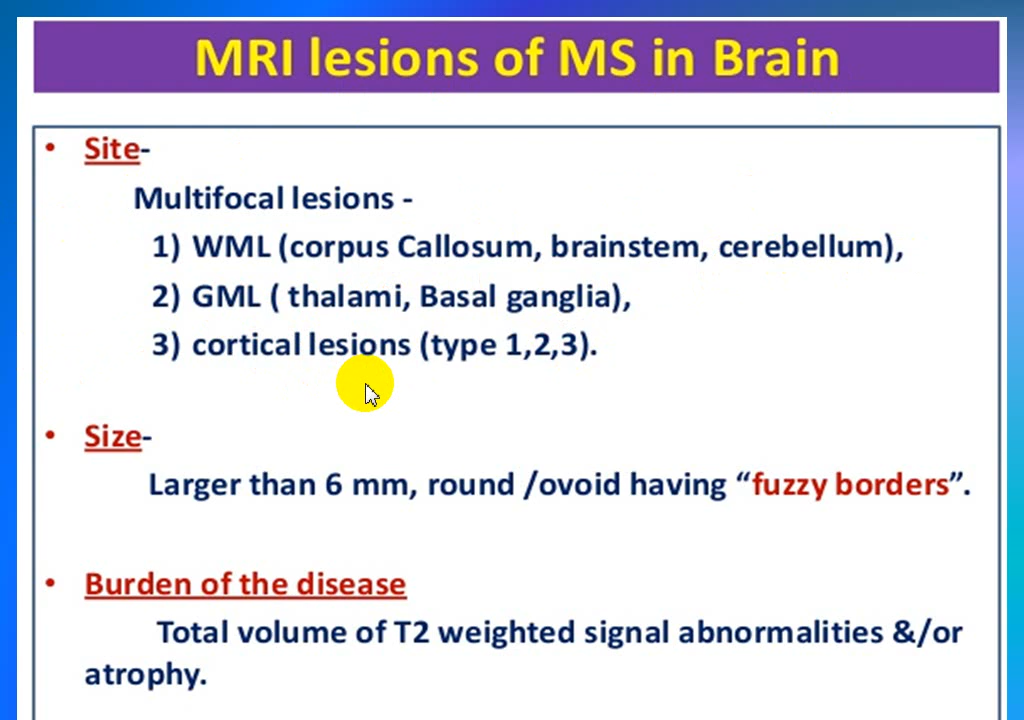 MRI lesions of MS in Brain
• Site-
Multifocal lesions -
1) WML (corpus Callosum, brainstem, cerebellum),
2) GML ( thalami, Basal ganglia),
3) cortical lesions (type 1,2,3).
• Size-
Larger than 6 mm, round /ovoid having “fuzzy borders”.
• Burden of the disease
Total volume of T2 weighted signal abnormalities &/or
atrophy.